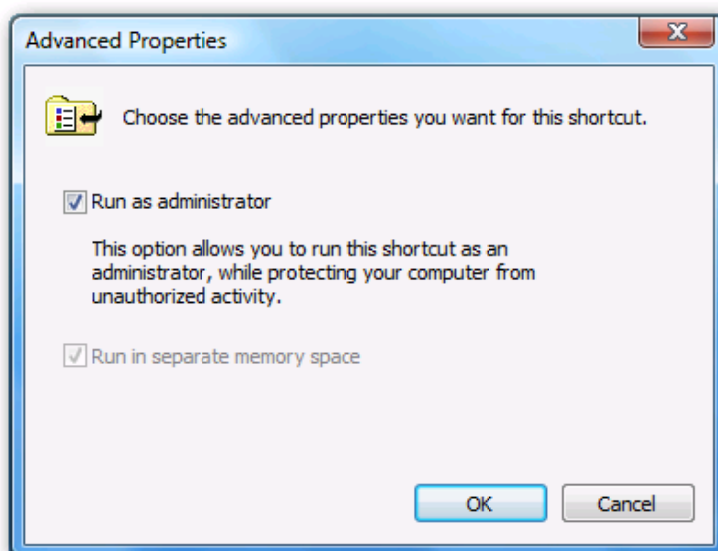 Advanced Properties
Choose the advanced properties you want for this shortcut.
Run as administrator
This option allows you to run this shortcut as an
administrator, while protecting your computer from
unauthorized activity.
Run in separate memory space
OK
Cancel